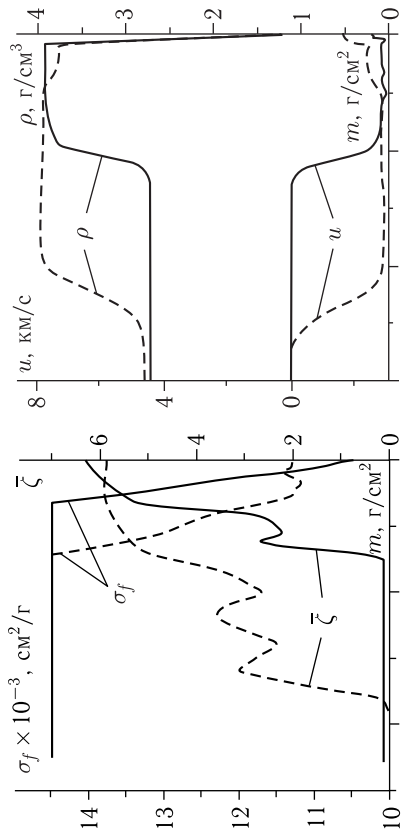 σ_f × 10⁻³, см²/г
ζ̄
14
13
12
11
10
6
4
2
0
σ_f
ζ̄
m, г/см²
u, км/с
ρ, г/см³
8
4
0
3
2
1
0
ρ
u
m, г/см²